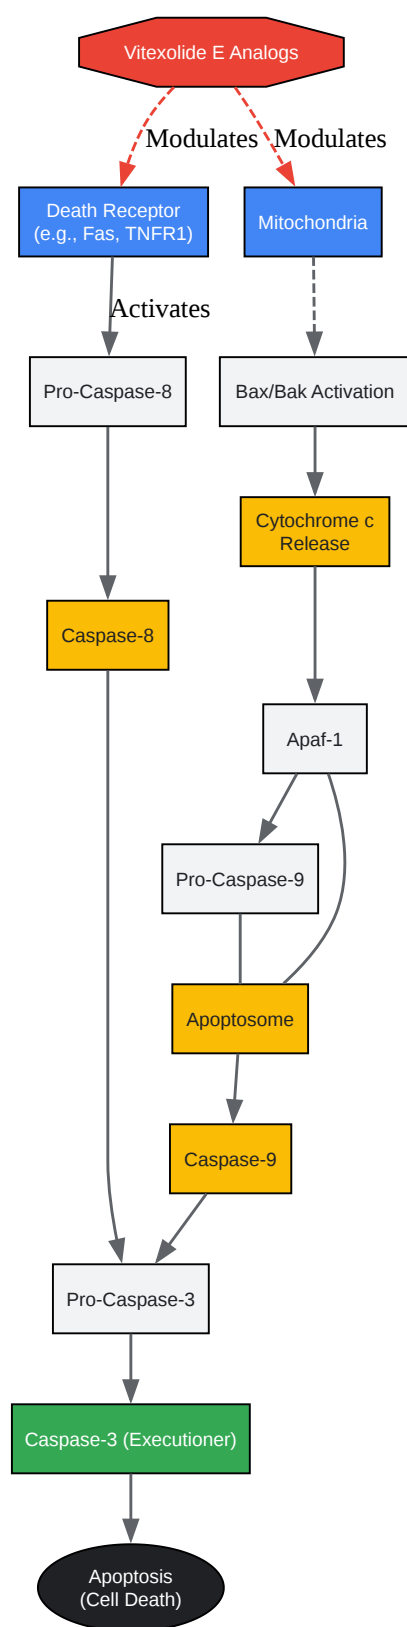 Vitexolide E Analogs
Modulates
Modulates
Death Receptor
(e.g., Fas, TNFR1)
Mitochondria
Activates
Pro-Caspase-8
Bax/Bak Activation
Cytochrome c
Release
Caspase-8
Apaf-1
Pro-Caspase-9
Apoptosome
Caspase-9
Pro-Caspase-3
Caspase-3 (Executioner)
Apoptosis
(Cell Death)